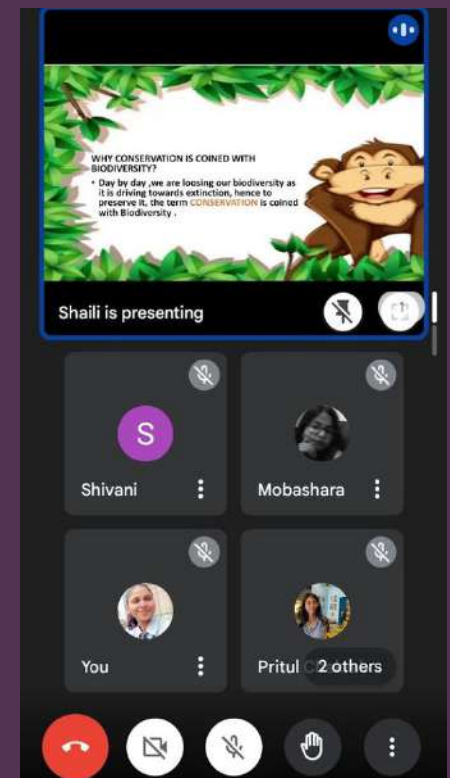 WHY CONSERVATION IS COINED WITH
BIODIVERSITY?
• Day by day ,we are loosing our biodiversity as
it is driving towards extinction, hence to
preserve it, the term CONSERVATION is coined
with Biodiversity .
Shaili is presenting
S
Shivani
Mobashara
You
Pritul
2 others